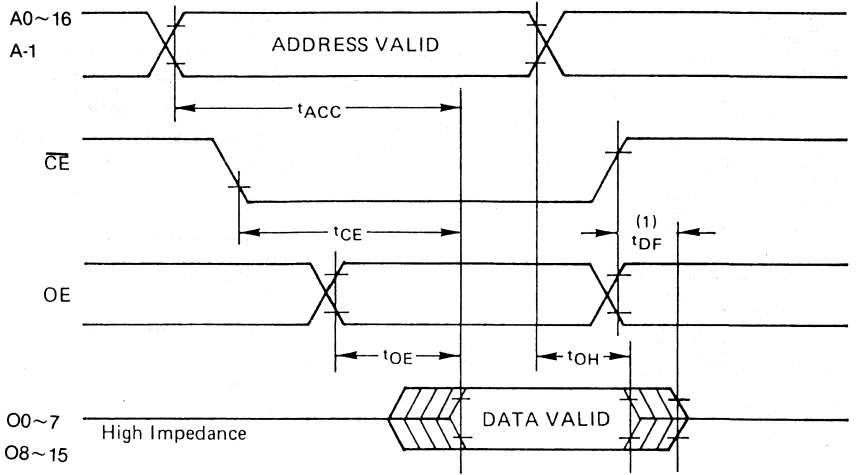 A0~16
A-1
ADDRESS VALID
tACC
CE
tCE
(1)
tDF
OE
tOE
tOH
O0~7
O8~15
High Impedance
DATA VALID